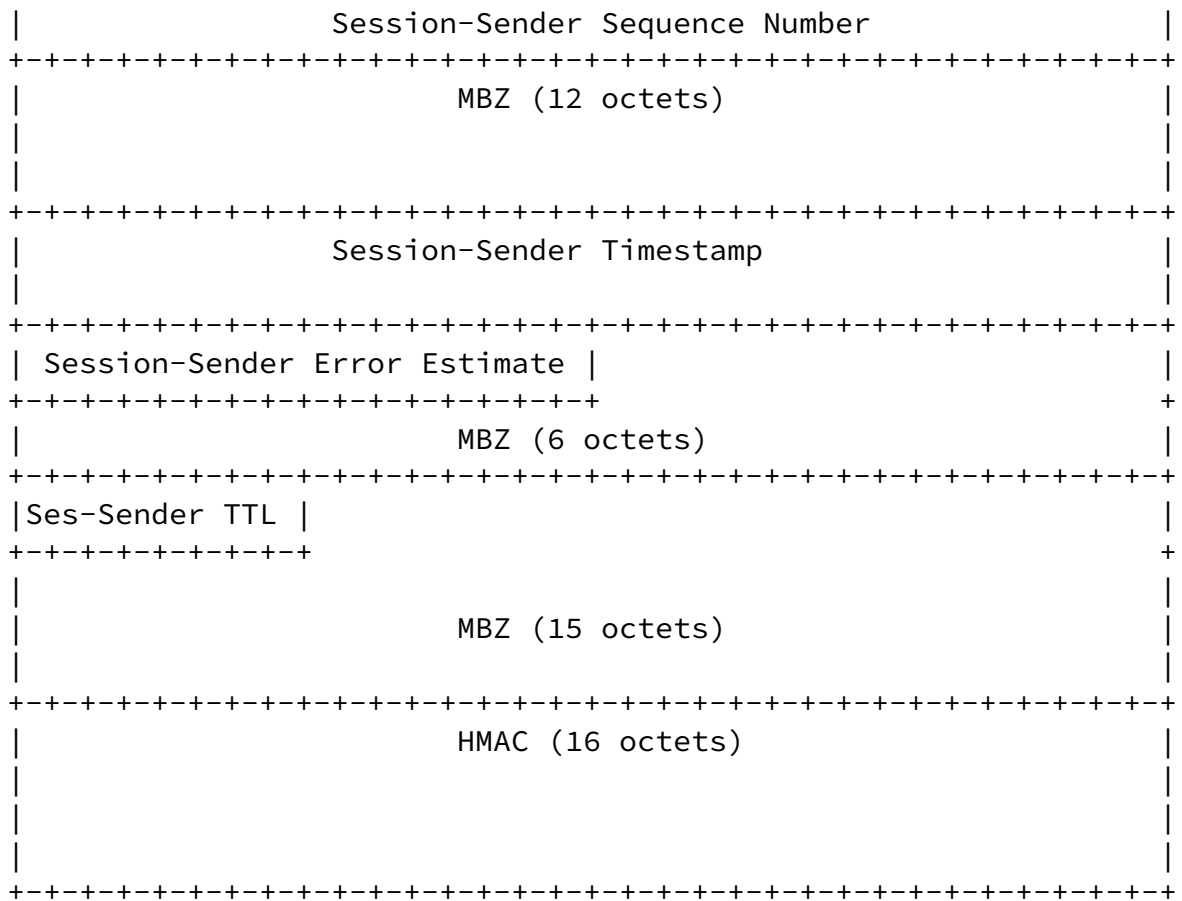 |                 Session-Sender Sequence Number                |
+-+-+-+-+-+-+-+-+-+-+-+-+-+-+-+-+-+-+-+-+-+-+-+-+-+-+-+-+-+-+-+-+
|                        MBZ (12 octets)                        |
|                                                               |
|                                                               |
+-+-+-+-+-+-+-+-+-+-+-+-+-+-+-+-+-+-+-+-+-+-+-+-+-+-+-+-+-+-+-+-+
|                 Session-Sender Timestamp                      |
|                                                               |
+-+-+-+-+-+-+-+-+-+-+-+-+-+-+-+-+-+-+-+-+-+-+-+-+-+-+-+-+-+-+-+-+
| Session-Sender Error Estimate |                               |
+-+-+-+-+-+-+-+-+-+-+-+-+-+-+-+-+                               +
|                        MBZ (6 octets)                         |
+-+-+-+-+-+-+-+-+-+-+-+-+-+-+-+-+-+-+-+-+-+-+-+-+-+-+-+-+-+-+-+-+
|Ses-Sender TTL |                                               |
+-+-+-+-+-+-+-+-+                                               +
|                                                               |
|                        MBZ (15 octets)                        |
|                                                               |
+-+-+-+-+-+-+-+-+-+-+-+-+-+-+-+-+-+-+-+-+-+-+-+-+-+-+-+-+-+-+-+-+
|                        HMAC (16 octets)                       |
|                                                               |
|                                                               |
|                                                               |
+-+-+-+-+-+-+-+-+-+-+-+-+-+-+-+-+-+-+-+-+-+-+-+-+-+-+-+-+-+-+-+-+